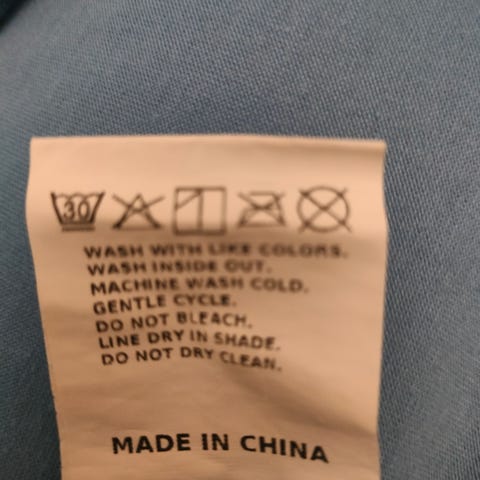 30
WASH WITH LIKE COLORS.
WASH INSIDE OUT.
MACHINE WASH COLD.
GENTLE CYCLE.
DO NOT BLEACH.
LINE DRY IN SHADE.
DO NOT DRY CLEAN.
MADE IN CHINA